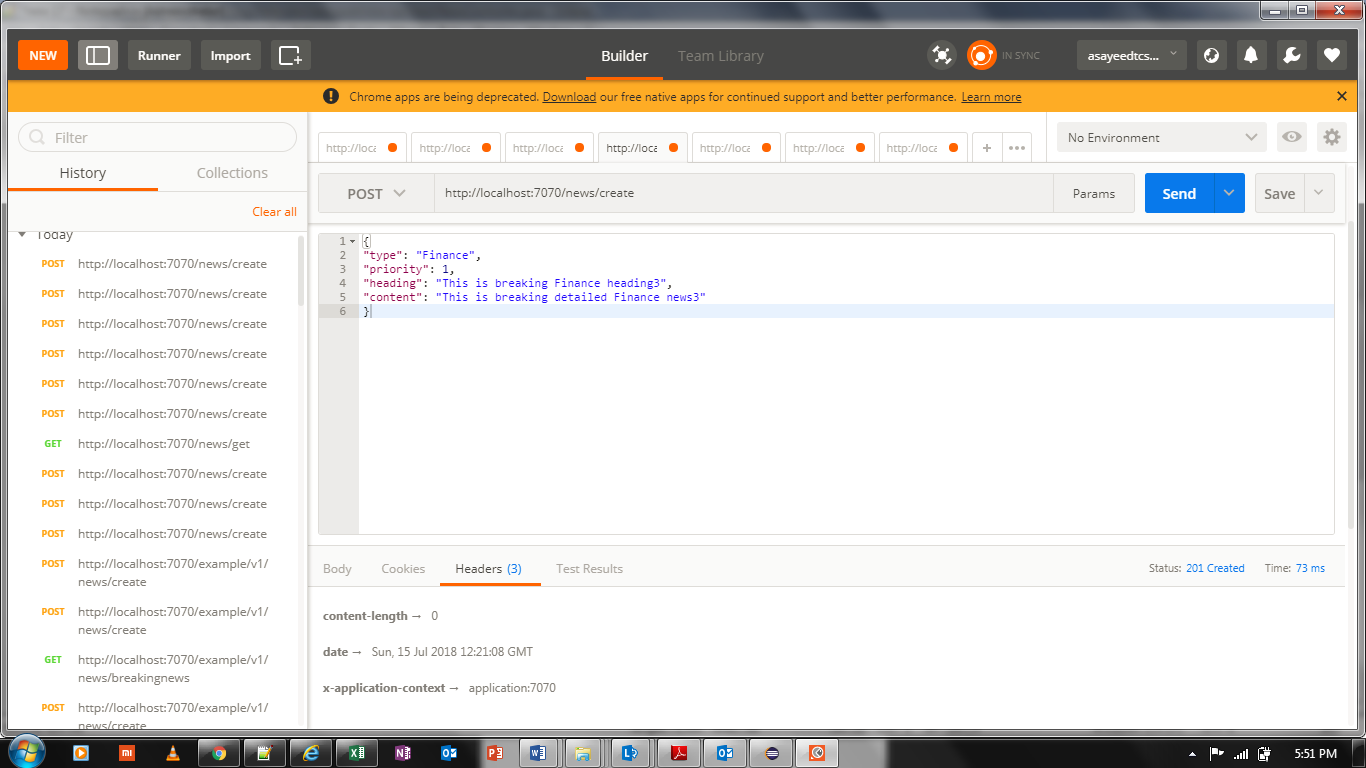 NEW Runner Import Builder Team Library IN SYNC asayeedtcs...
Chrome apps are being deprecated. Download our free native apps for continued support and better performance. Learn more
Filter
History Collections
Clear all
Today
POST http://localhost:7070/news/create
POST http://localhost:7070/news/create
POST http://localhost:7070/news/create
POST http://localhost:7070/news/create
POST http://localhost:7070/news/create
POST http://localhost:7070/news/create
GET http://localhost:7070/news/get
POST http://localhost:7070/news/create
POST http://localhost:7070/news/create
POST http://localhost:7070/news/create
POST http://localhost:7070/example/v1/
news/create
POST http://localhost:7070/example/v1/
news/create
GET http://localhost:7070/example/v1/
news/breakingnews
POST http://localhost:7070/example/v1/
news/create
http://loca http://loca http://loca http://loca http://loca http://loca http://loca + ••• No Environment
POST http://localhost:7070/news/create Params Send Save
1 {
2 "type": "Finance",
3 "priority": 1,
4 "heading": "This is breaking Finance heading3",
5 "content": "This is breaking detailed Finance news3"
6 }
Body Cookies Headers (3) Test Results Status: 201 Created Time: 73 ms
content-length → 0
date → Sun, 15 Jul 2018 12:21:08 GMT
x-application-context → application:7070
5:51 PM